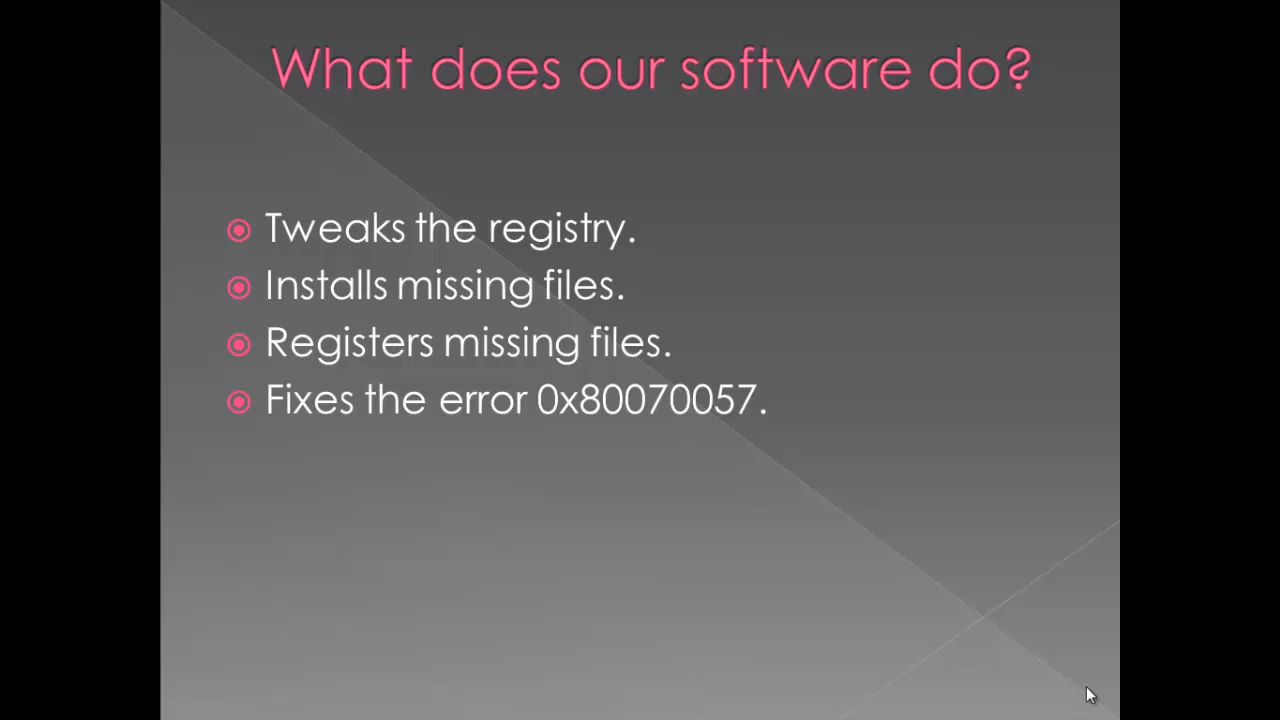 What does our software do?
Tweaks the registry.
Installs missing files.
Registers missing files.
Fixes the error 0x80070057.